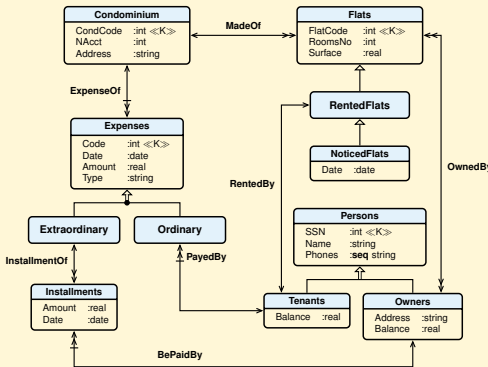 Condominium
CondCode :int ≪K≫
NAcct :int
Address :string
MadeOf
Flats
FlatCode :int ≪K≫
RoomsNo :int
Surface :real
ExpenseOf
RentedFlats
Expenses
Code :int ≪K≫
Date :date
Amount :real
Type :string
NoticedFlats
Date :date
RentedBy
OwnedBy
Extraordinary
Ordinary
Persons
SSN :int ≪K≫
Name :string
Phones :seq string
InstallmentOf
PayedBy
Installments
Amount :real
Date :date
Tenants
Balance :real
Owners
Address :string
Balance :real
BePaidBy